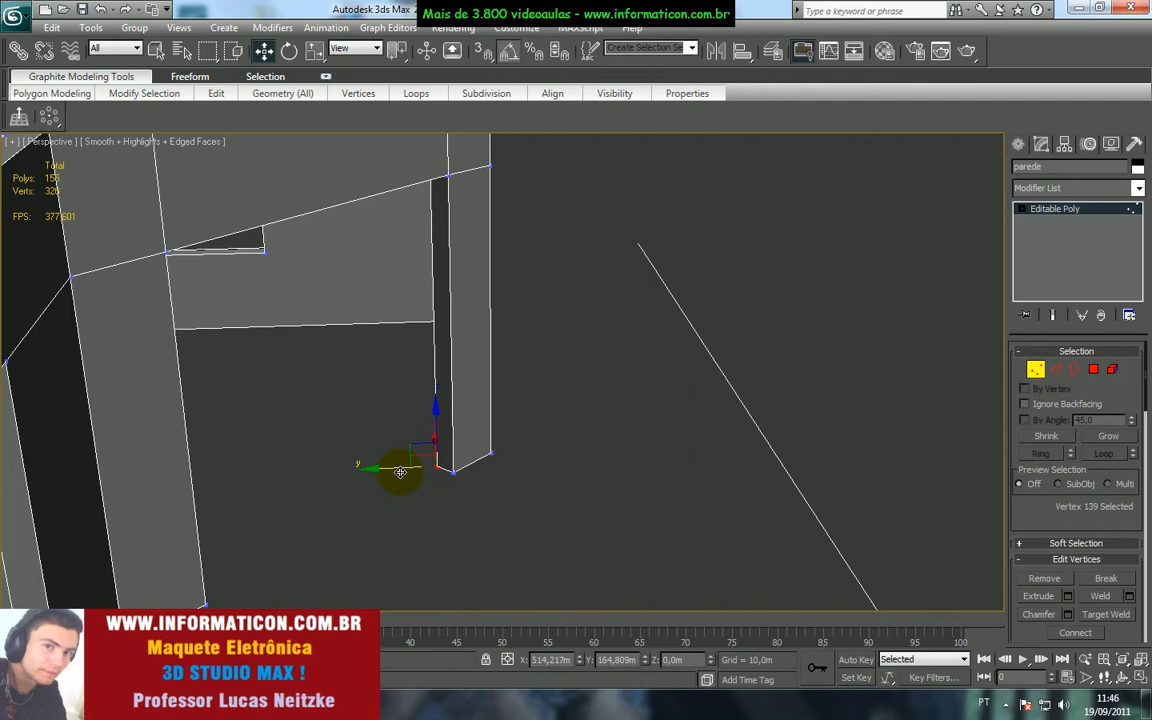 Autodesk 3ds Max 2
Mais de 3.800 videoaulas - www.informaticon.com.br
Type a keyword or phrase
Edit Tools Group Views Create Modifiers Animation Graph Editors Rendering Customize MAXScript Help
All View Create Selection Se
Graphite Modeling Tools Freeform Selection
Polygon Modeling Modify Selection Edit Geometry (All) Vertices Loops Subdivision Align Visibility Properties
[ + ] [ Perspective ] [ Smooth + Highlights + Edged Faces ]
Total
Polys:
Verts:
FPS: 377,601
y
parede
Modifier List
Editable Poly
Selection
By Vertex
Ignore Backfacing
By Angle: 45,0
Shrink Grow
Ring Loop
Preview Selection
Off SubObj Multi
Vertex 139 Selected
Soft Selection
Edit Vertices
Remove Break
Extrude Weld
Chamfer Target Weld
Connect
40 45 50 55 60 65 70 75 80 85 90 95 100
X: 514,217m Y: 164,809m Z: 0,0m Grid = 10,0m
Add Time Tag
Auto Key Selected
Set Key Key Filters...
0
WWW.INFORMATICON.COM.BR
Maquete Eletrônica
3D STUDIO MAX !
Professor Lucas Neitzke
PT
11:46
19/09/2011